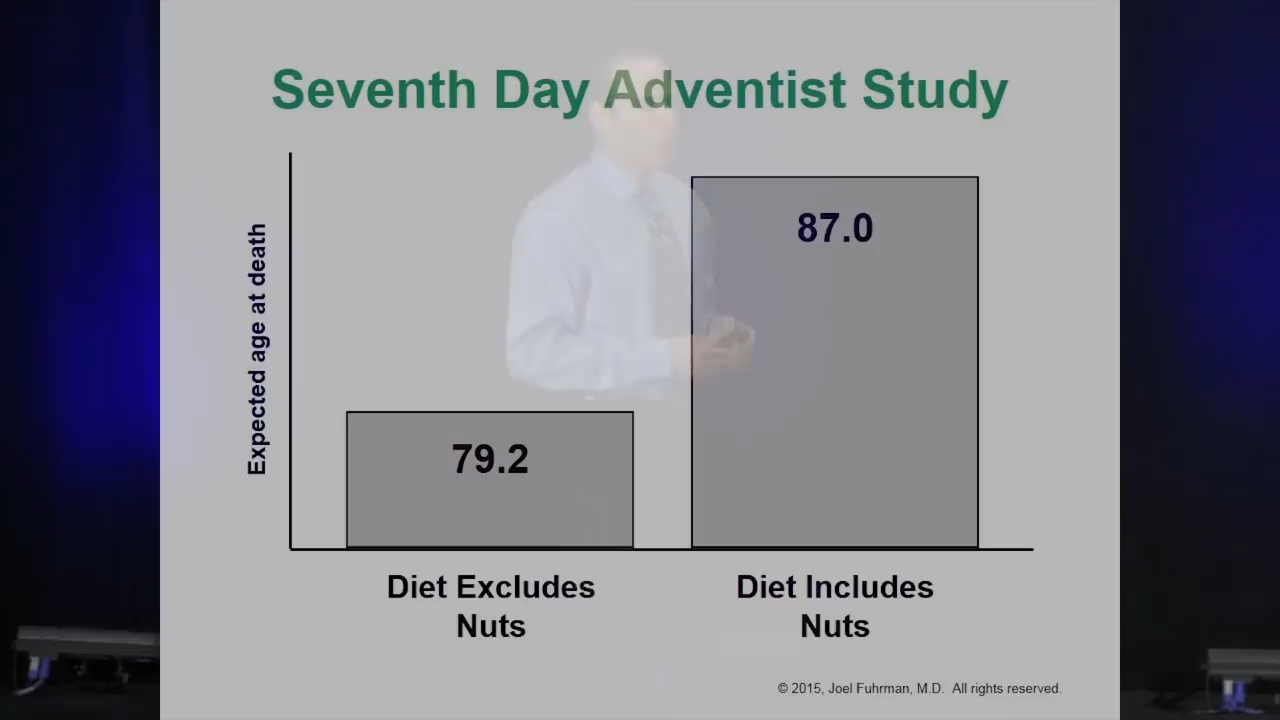 Seventh Day Adventist Study
Expected age at death
79.2
87.0
Diet Excludes
Nuts
Diet Includes
Nuts
© 2015, Joel Fuhrman, M.D. All rights reserved.